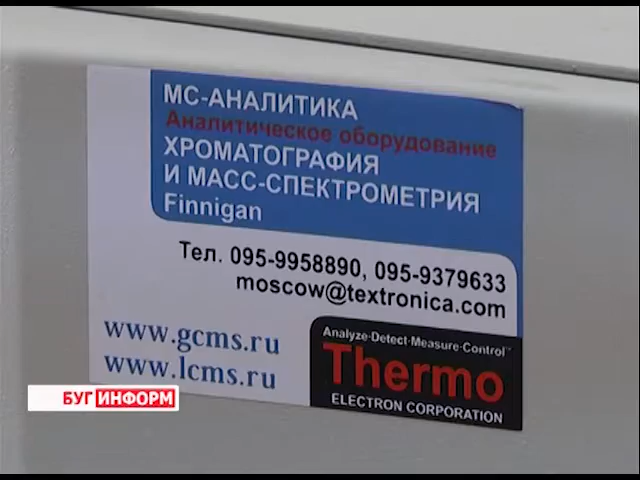 МС-АНАЛИТИКА
Аналитическое оборудование
ХРОМАТОГРАФИЯ
И МАСС-СПЕКТРОМЕТРИЯ
Finnigan
Тел. 095-9958890, 095-9379633
moscow@textronica.com
www.gcms.ru
www.lcms.ru
Analyze·Detect·Measure·Control™
Thermo
ELECTRON CORPORATION
БУГ ИНФОРМ